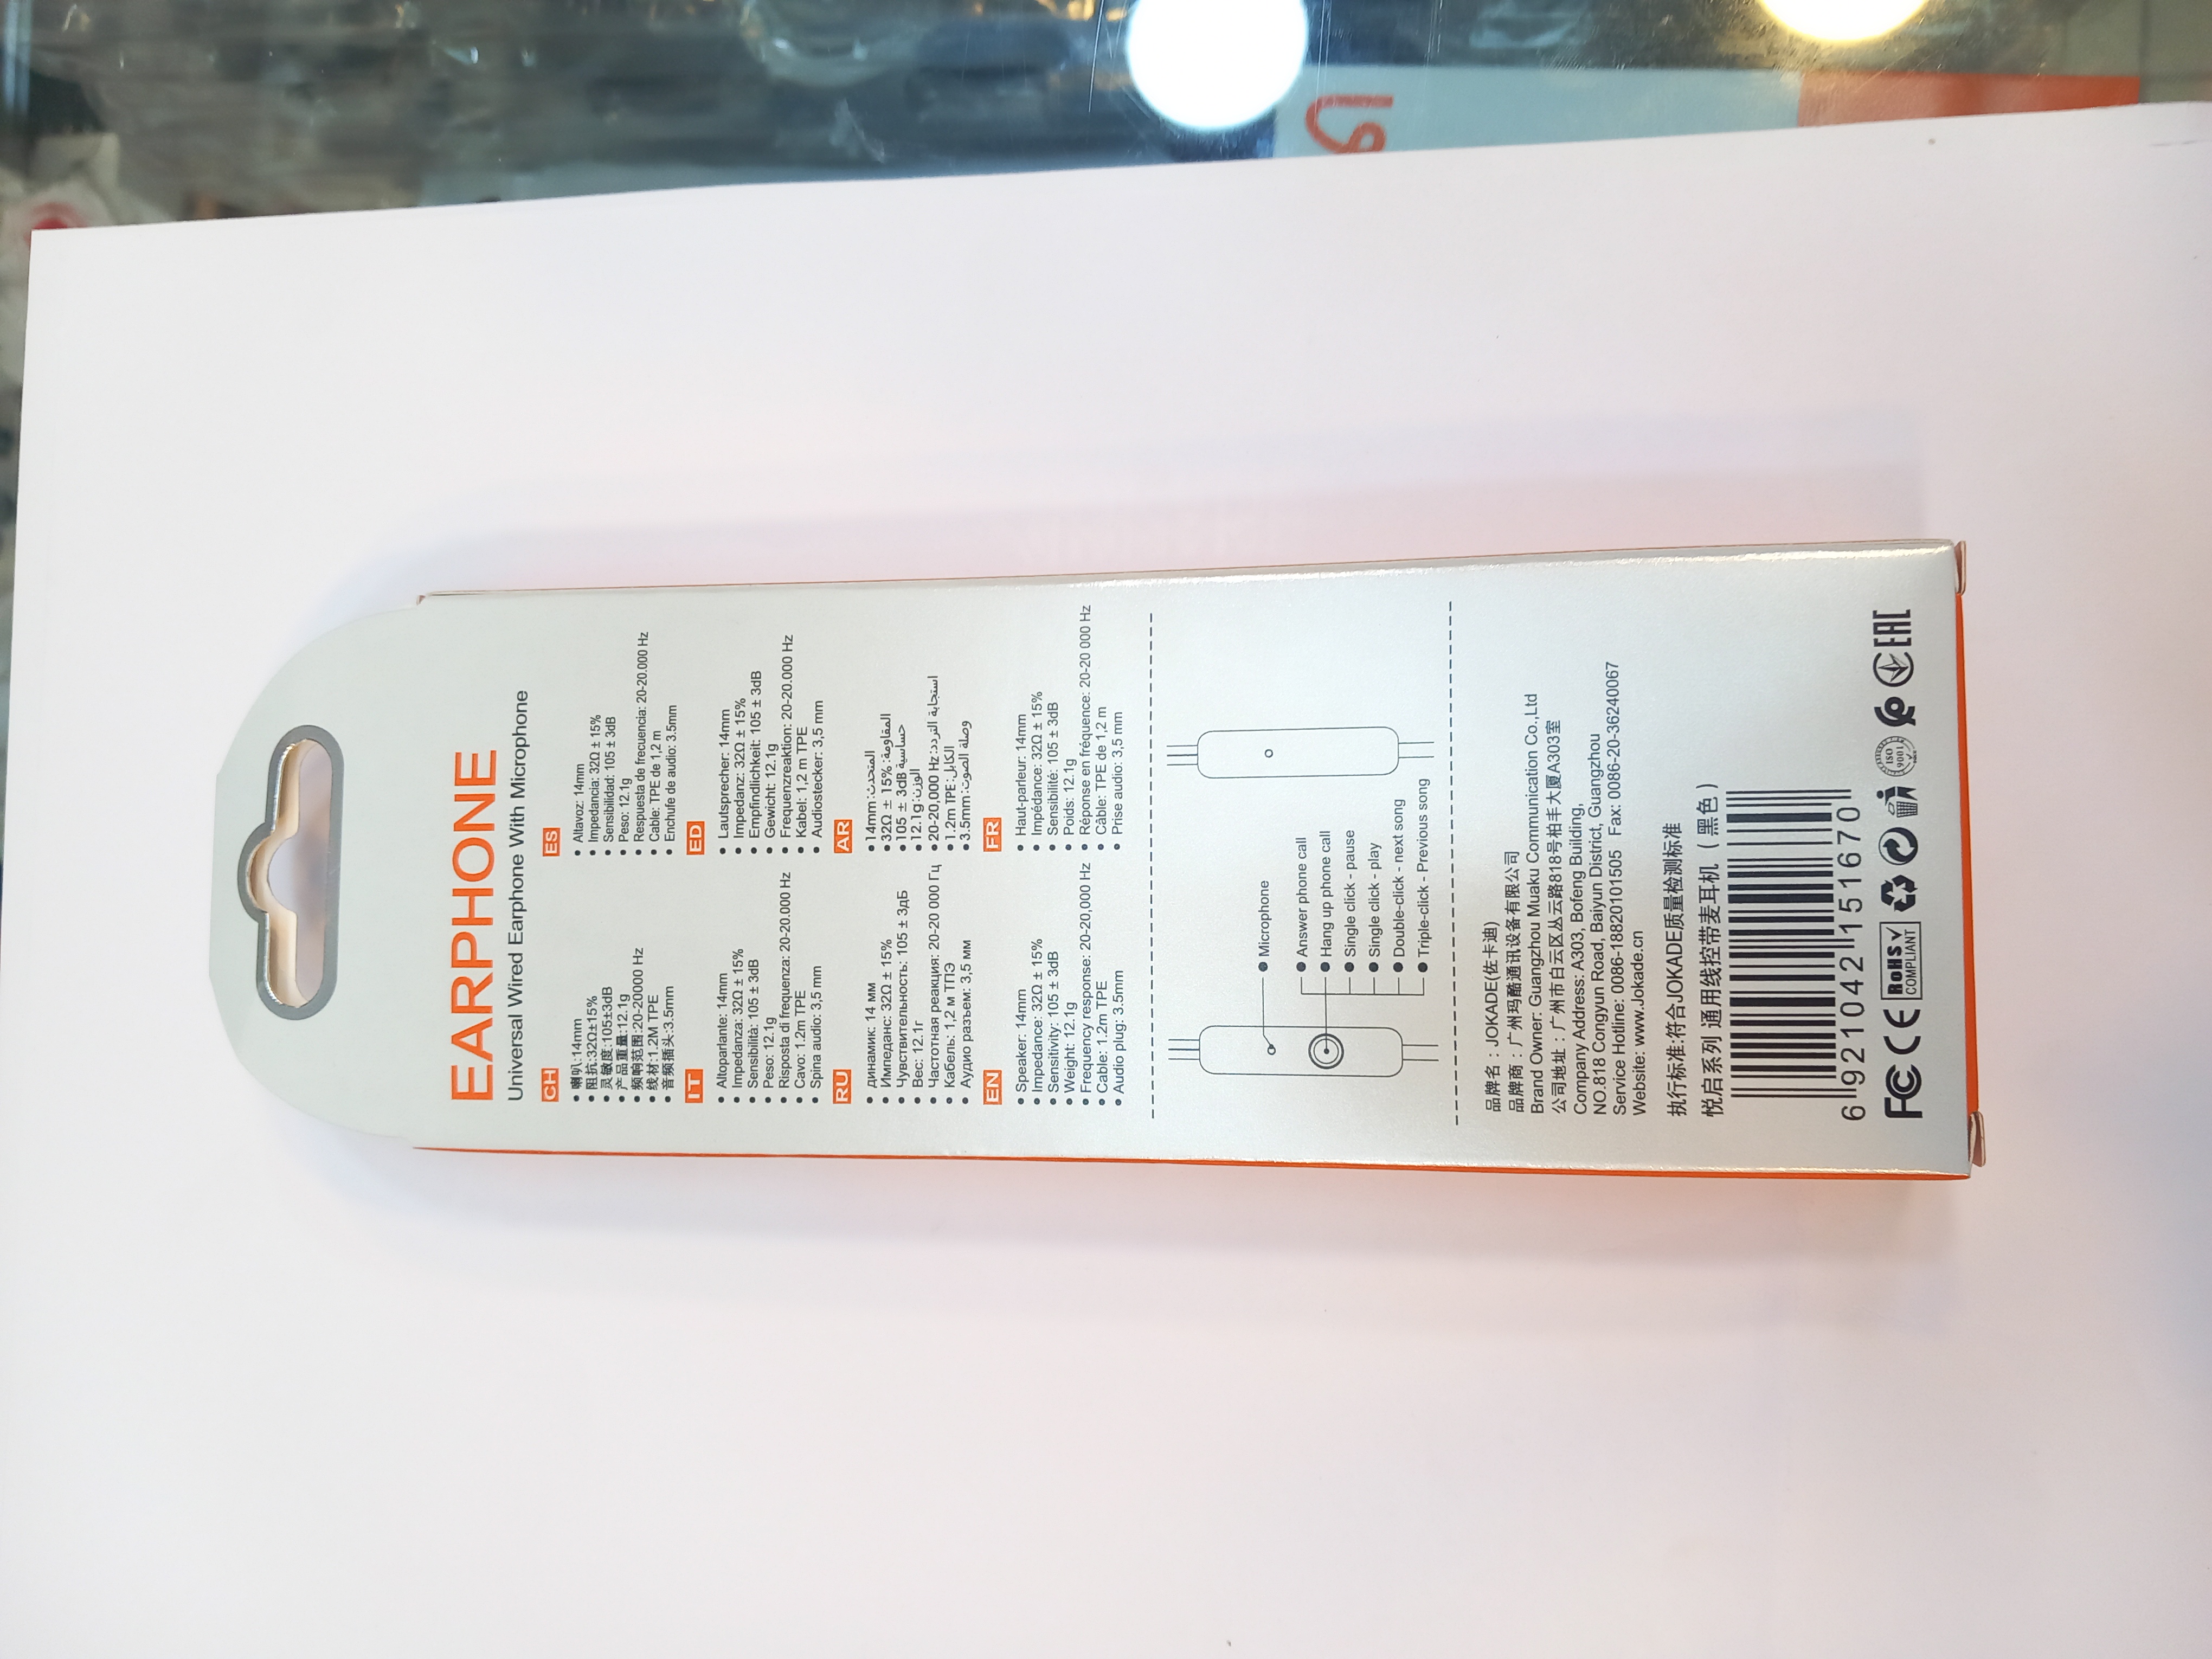 EARPHONE
Universal Wired Earphone With Microphone
CH
• 喇叭:14mm
• 阻抗:32Ω±15%
• 灵敏度:105±3dB
• 产品重量:12.1g
• 频响范围:20-20000 Hz
• 线材:1.2M TPE
• 音频插头:3.5mm
ES
• Altavoz: 14mm
• Impedancia: 32Ω ± 15%
• Sensibilidad: 105 ± 3dB
• Peso: 12.1g
• Respuesta de frecuencia: 20-20.000 Hz
• Cable: TPE de 1,2 m
• Enchufe de audio: 3.5mm
IT
• Altoparlante: 14mm
• Impedanza: 32Ω ± 15%
• Sensibilità: 105 ± 3dB
• Peso: 12.1g
• Risposta di frequenza: 20-20.000 Hz
• Cavo: 1.2m TPE
• Spina audio: 3,5 mm
ED
• Lautsprecher: 14mm
• Impedanz: 32Ω ± 15%
• Empfindlichkeit: 105 ± 3dB
• Gewicht: 12.1g
• Frequenzreaktion: 20-20.000 Hz
• Kabel: 1,2 m TPE
• Audiostecker: 3,5 mm
RU
• динамик: 14 мм
• Импеданс: 32Ω ± 15%
• Чувствительность: 105 ± 3дБ
• Вес: 12.1г
• Частотная реакция: 20-20 000 Гц
• Кабель: 1,2 м ТПЭ
• Аудио разъем: 3,5 мм
AR
• 14mm :المتحدث
• 32Ω ± 15% :المقاومة
• 105 ± 3dB حساسية
• 12.1g :الوزن
• 20-20,000 Hz :استجابة التردد
• 1.2m TPE :الكابل
• 3.5mm :وصلة الصوت
EN
• Speaker: 14mm
• Impedance: 32Ω ± 15%
• Sensitivity: 105 ± 3dB
• Weight: 12.1g
• Frequency response: 20-20,000 Hz
• Cable: 1.2m TPE
• Audio plug: 3.5mm
FR
• Haut-parleur: 14mm
• Impédance: 32Ω ± 15%
• Sensibilité: 105 ± 3dB
• Poids: 12.1g
• Réponse en fréquence: 20-20 000 Hz
• Câble: TPE de 1,2 m
• Prise audio: 3,5 mm
● Microphone
● Answer phone call
● Hang up phone call
● Single click - pause
● Single click - play
● Double-click - next song
● Triple-click - Previous song
品牌名：JOKADE(佐卡迪)
品牌商：广州玛酷通讯设备有限公司
Brand Owner: Guangzhou Muaku Communication Co.,Ltd
公司地址：广州市白云区丛云路818号柏丰大厦A303室
Company Address: A303, Bofeng Building,
NO.818 Congyun Road, Baiyun District, Guangzhou
Service Hotline: 0086-18820101505 Fax: 0086-20-36240067
Website: www.Jokade.cn
执行标准:符合JOKADE质量检测标准
悦启系列 通用线控带麦耳机（黑色）
6 921042 151670
FC CE RoHS COMPLIANT ISO 9001 EAC